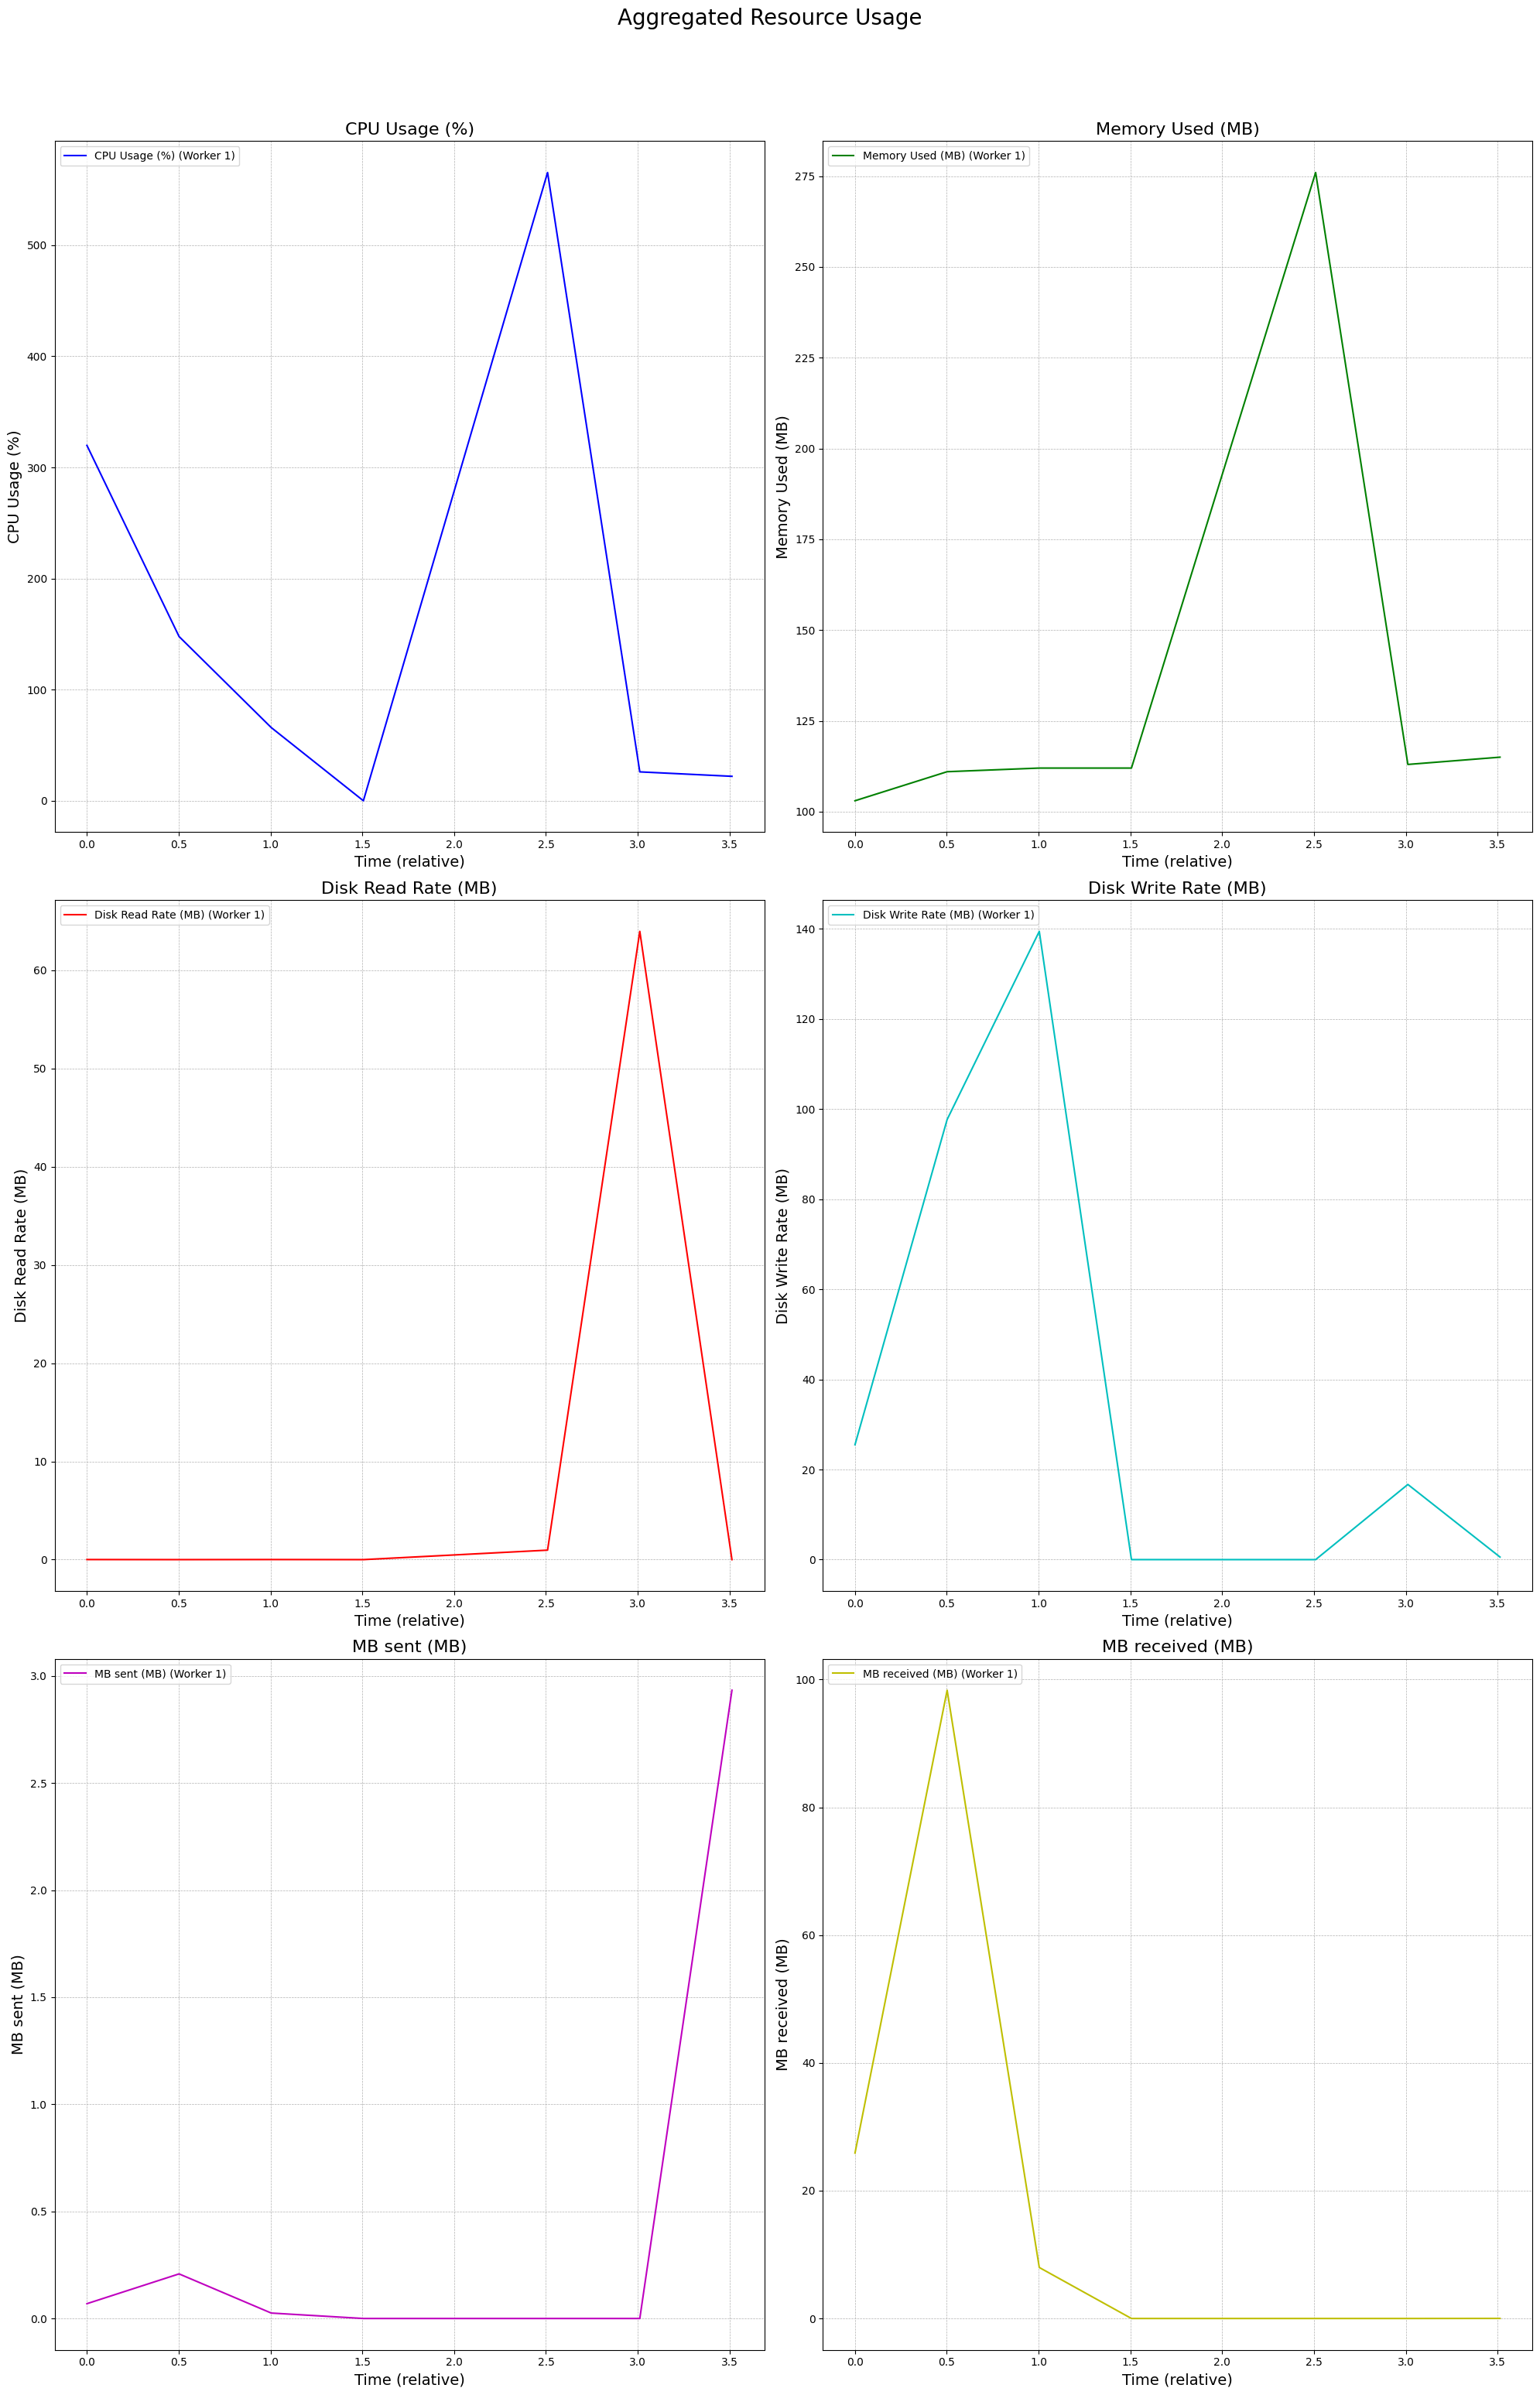 Aggregated Resource Usage
CPU Usage (%)
CPU Usage (%) (Worker 1)
CPU Usage (%)
500
400
300
200
100
0
0.0 0.5 1.0 1.5 2.0 2.5 3.0 3.5
Time (relative)
Memory Used (MB)
Memory Used (MB) (Worker 1)
Memory Used (MB)
275
250
225
200
175
150
125
100
0.0 0.5 1.0 1.5 2.0 2.5 3.0 3.5
Time (relative)
Disk Read Rate (MB)
Disk Read Rate (MB) (Worker 1)
Disk Read Rate (MB)
60
50
40
30
20
10
0
0.0 0.5 1.0 1.5 2.0 2.5 3.0 3.5
Time (relative)
Disk Write Rate (MB)
Disk Write Rate (MB) (Worker 1)
Disk Write Rate (MB)
140
120
100
80
60
40
20
0
0.0 0.5 1.0 1.5 2.0 2.5 3.0 3.5
Time (relative)
MB sent (MB)
MB sent (MB) (Worker 1)
MB sent (MB)
3.0
2.5
2.0
1.5
1.0
0.5
0.0
0.0 0.5 1.0 1.5 2.0 2.5 3.0 3.5
Time (relative)
MB received (MB)
MB received (MB) (Worker 1)
MB received (MB)
100
80
60
40
20
0
0.0 0.5 1.0 1.5 2.0 2.5 3.0 3.5
Time (relative)